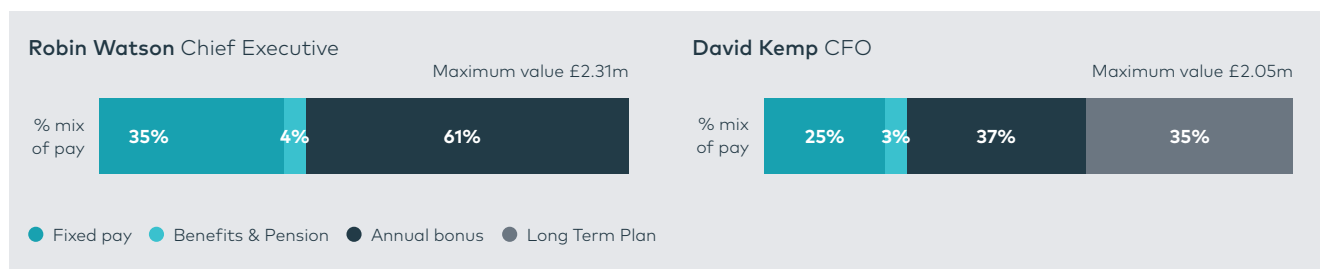 Robin Watson Chief Executive
Maximum value £2.31m
% mix
of pay
35%
4%
61%
David Kemp CFO
Maximum value £2.05m
% mix
of pay
25%
3%
37%
35%
Fixed pay
Benefits & Pension
Annual bonus
Long Term Plan